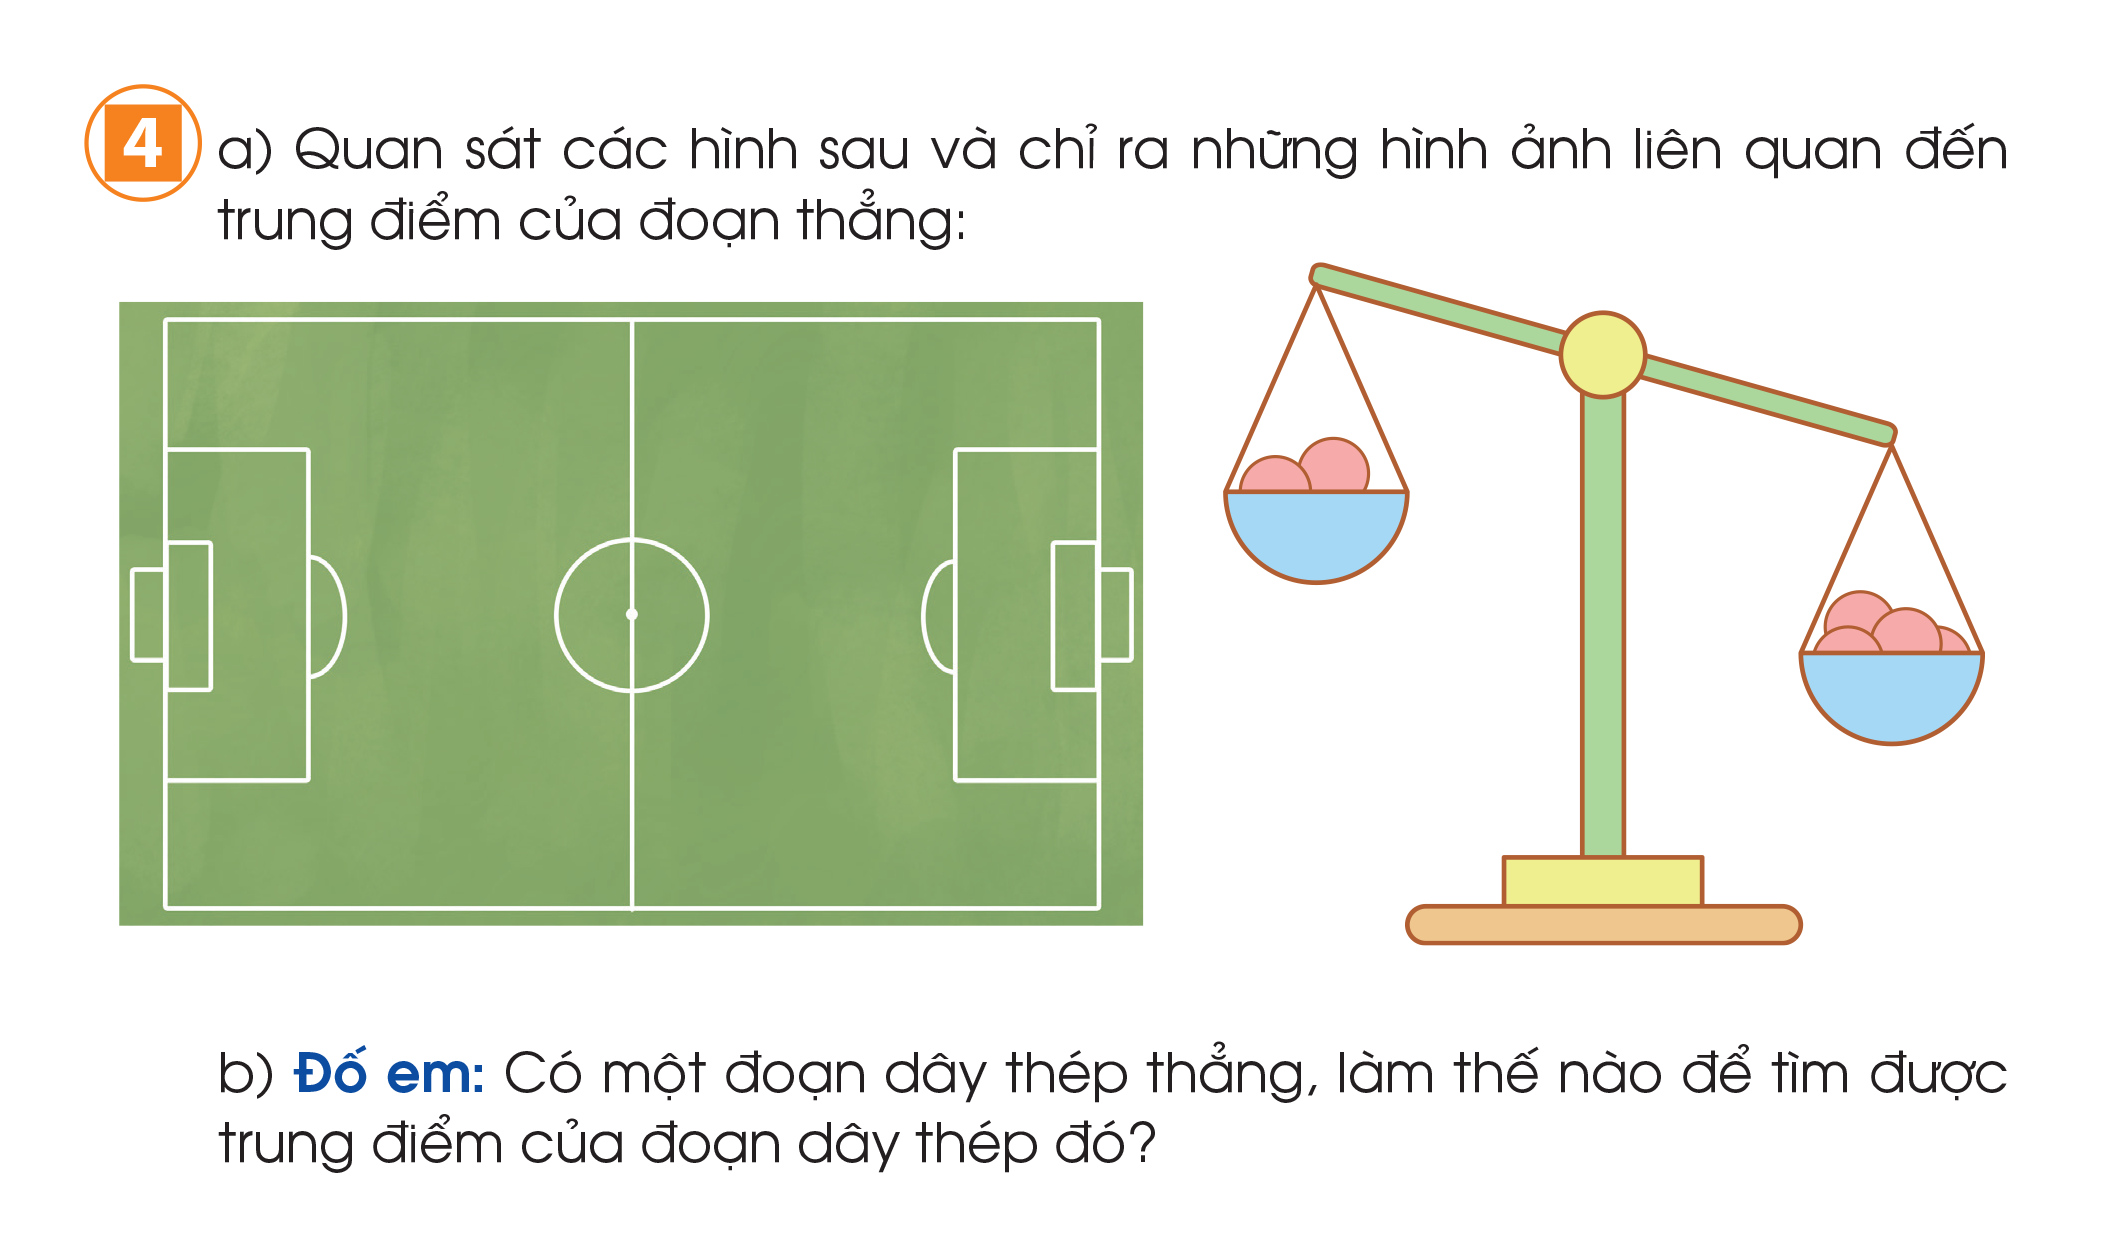 4 a) Quan sát các hình sau và chỉ ra những hình ảnh liên quan đến
trung điểm của đoạn thẳng:
b) Đố em: Có một đoạn dây thép thẳng, làm thế nào để tìm được
trung điểm của đoạn dây thép đó?